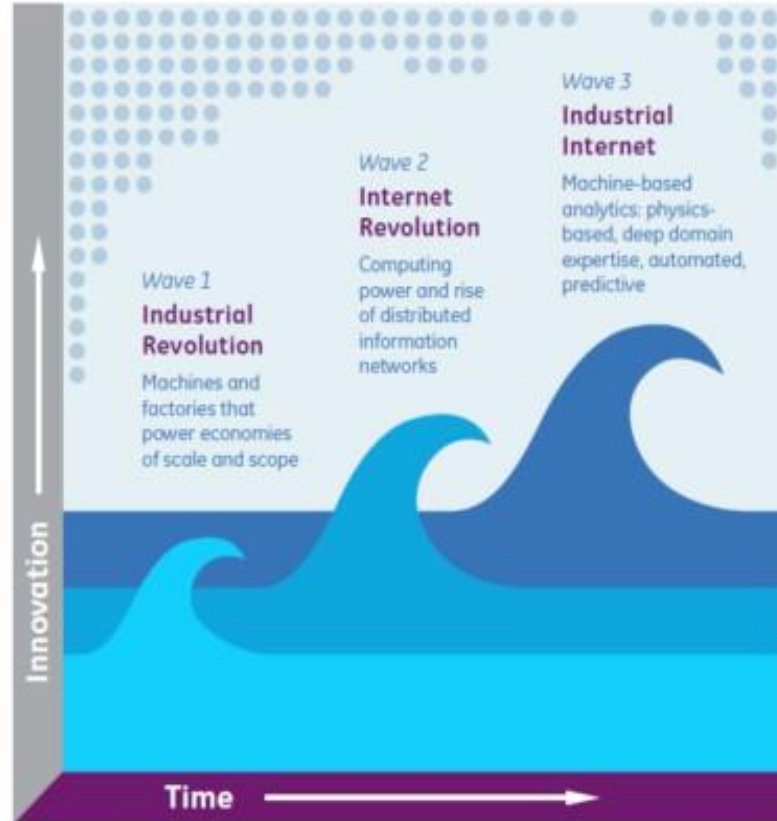 Wave 1
Industrial
Revolution
Machines and
factories that
power economies
of scale and scope
Wave 2
Internet
Revolution
Computing
power and rise
of distributed
information
networks
Wave 3
Industrial
Internet
Machine-based
analytics: physics-
based, deep domain
expertise, automated,
predictive
Innovation
Time